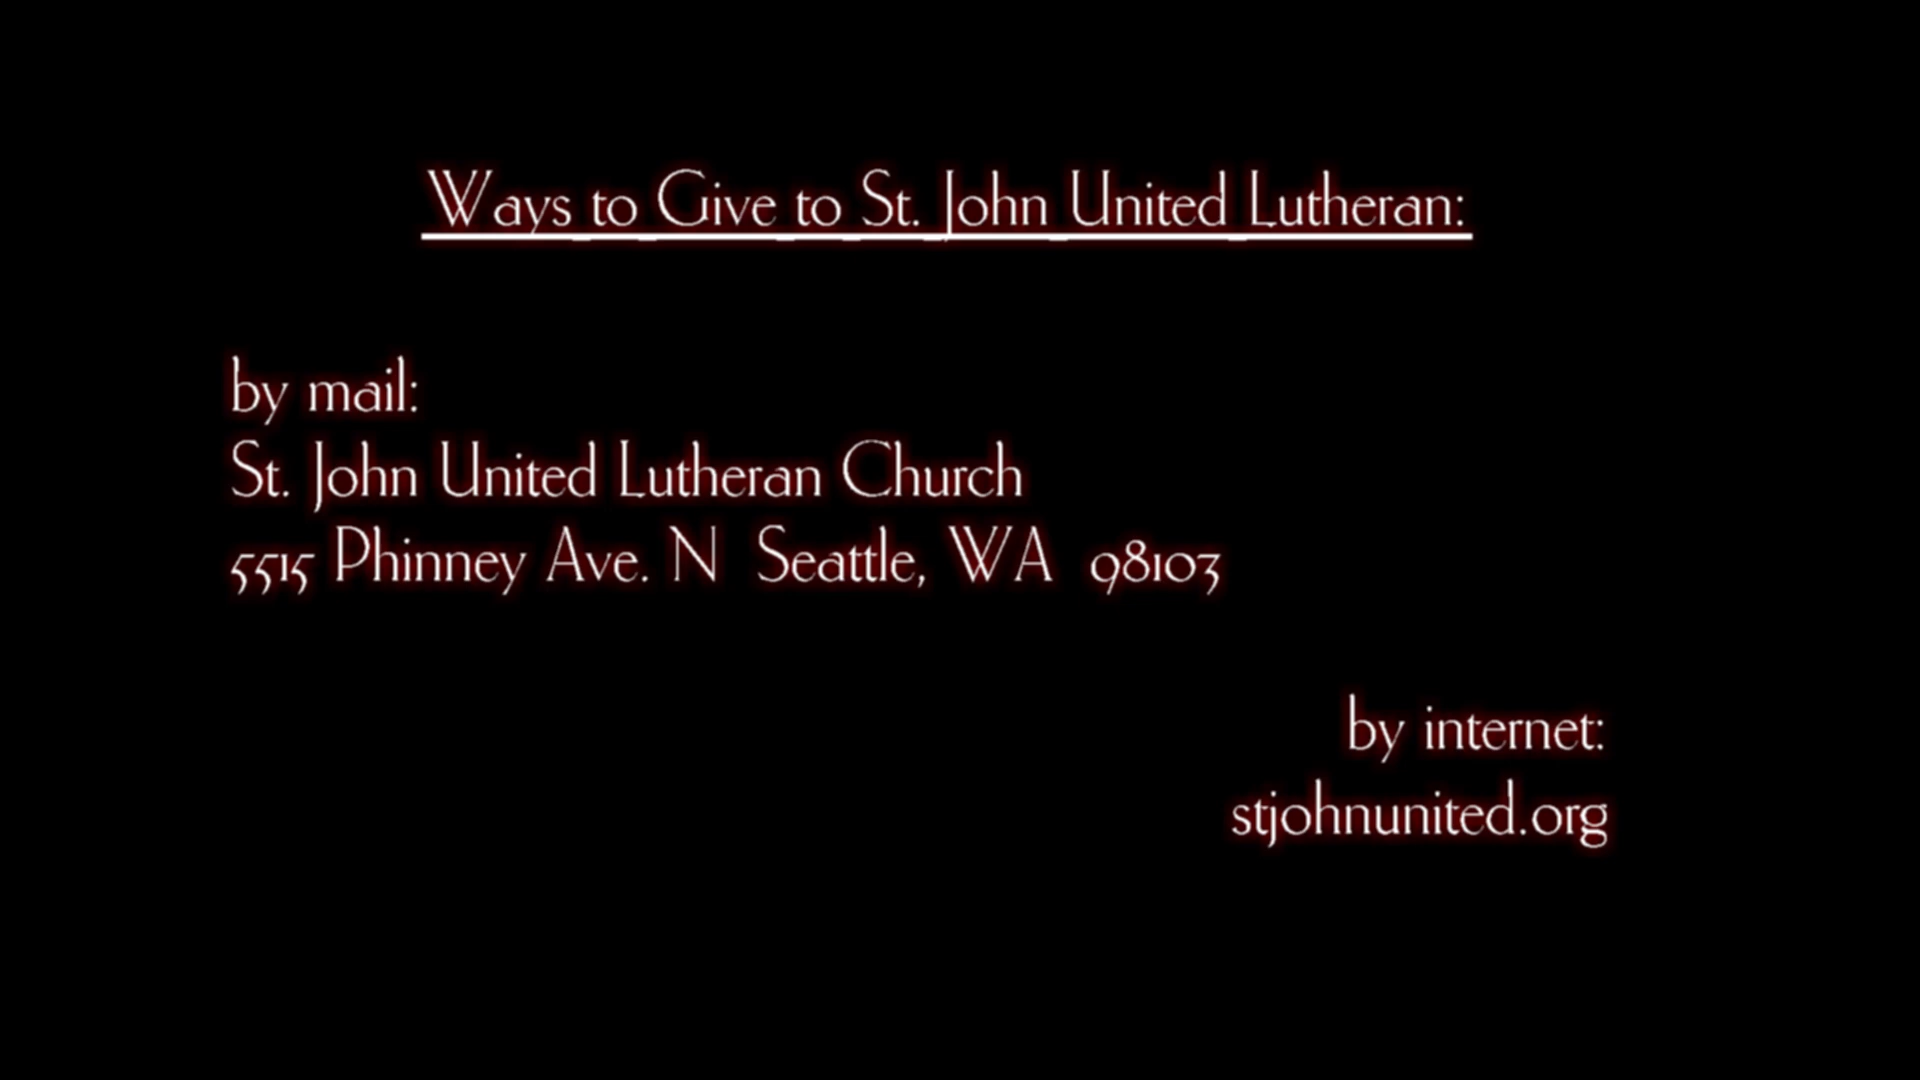 Ways to Give to St. John United Lutheran:
by mail:
St. John United Lutheran Church
5515 Phinney Ave. N Seattle, WA 98103
by internet:
stjohnunited.org